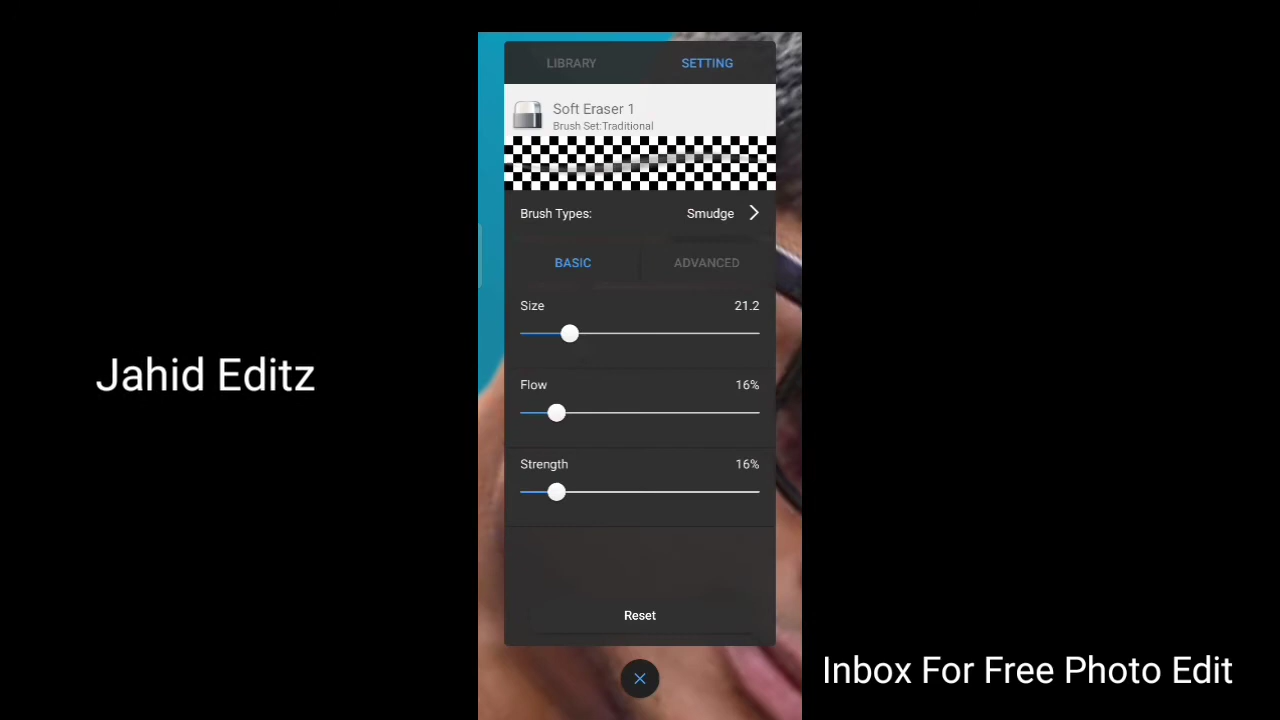 LIBRARY SETTING
Soft Eraser 1
Brush Set:Traditional
Brush Types: Smudge
BASIC ADVANCED
Size 21.2
Flow 16%
Strength 16%
Reset
Jahid Editz
Inbox For Free Photo Edit